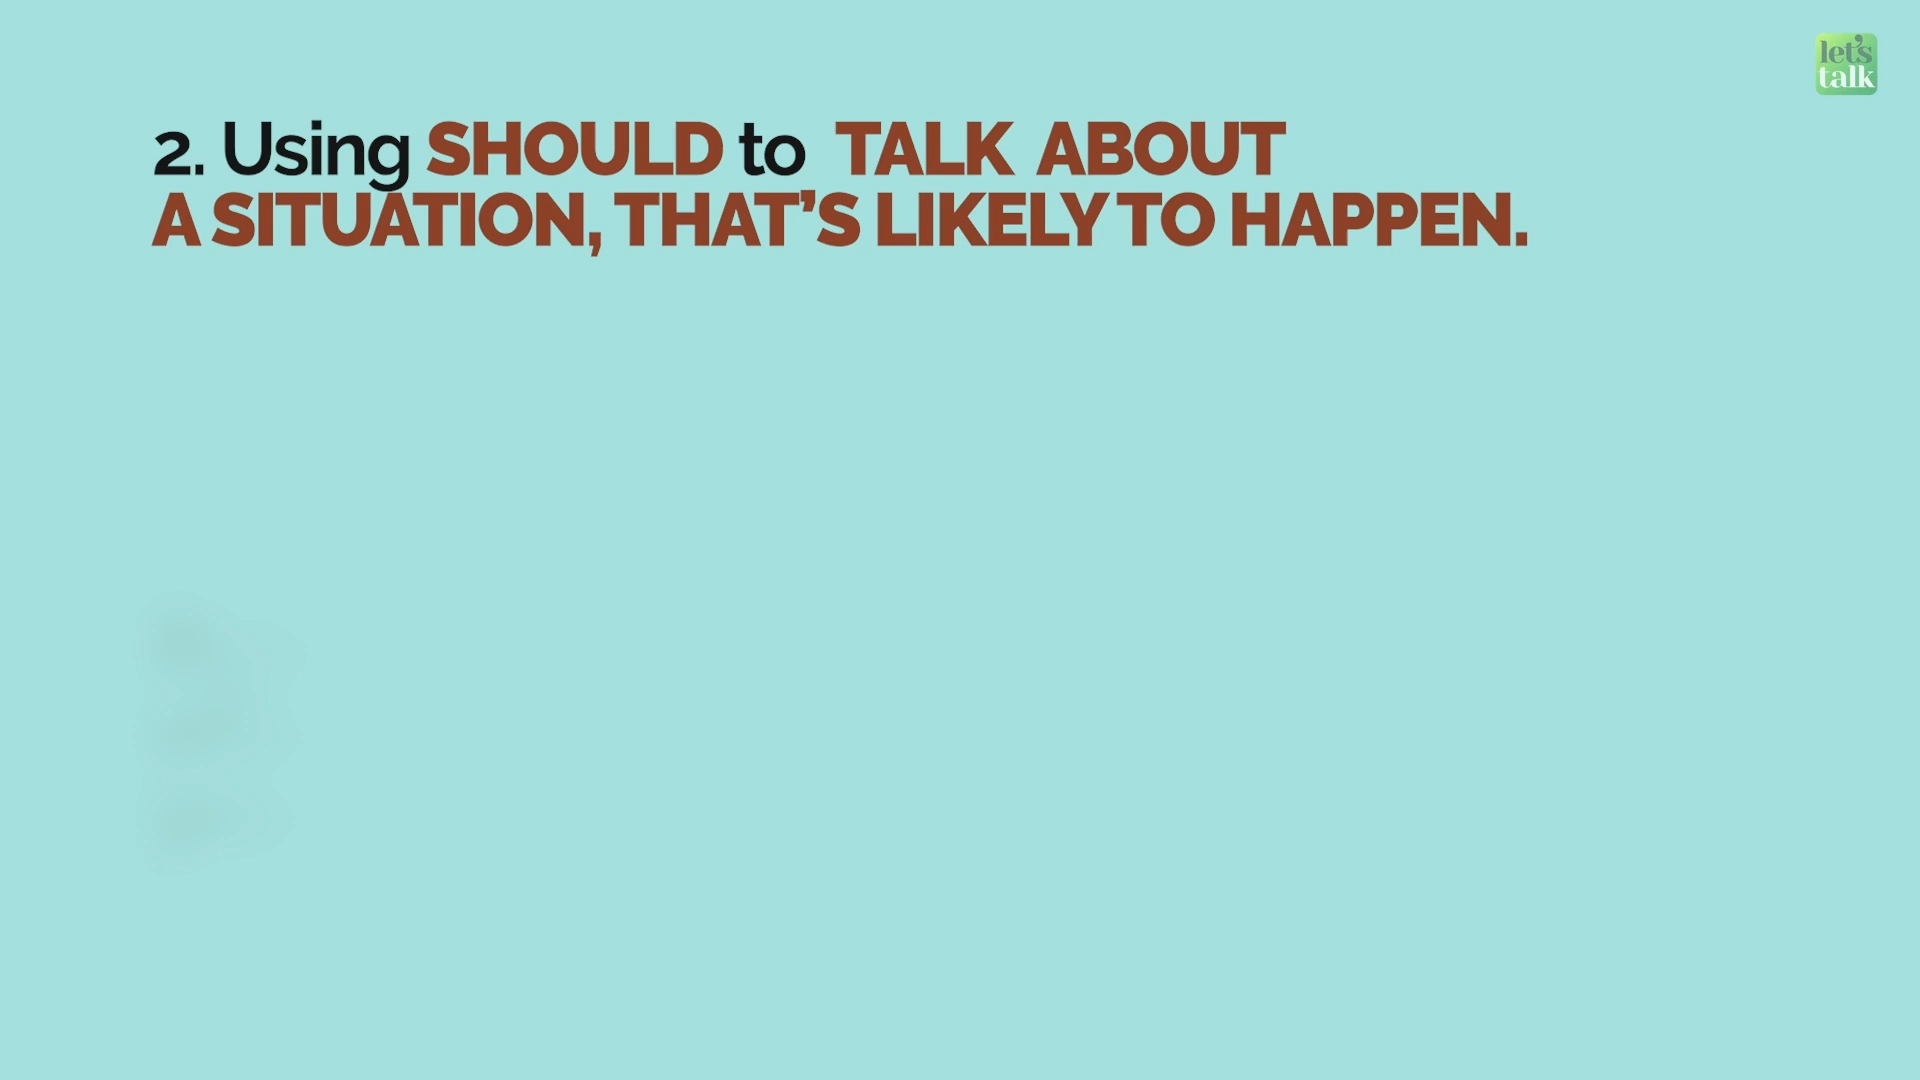 let's
talk
2. Using SHOULD to TALK ABOUT
A SITUATION, THAT'S LIKELY TO HAPPEN.